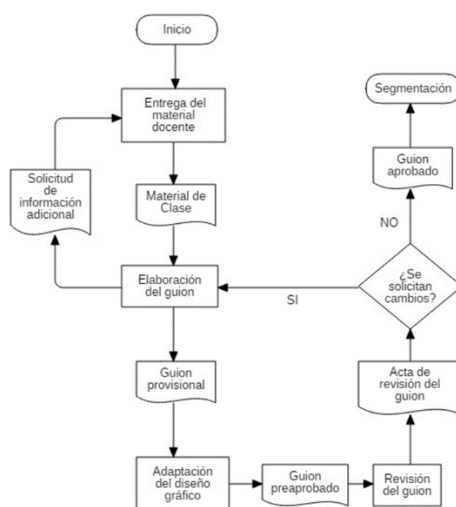 Inicio
Entrega del
material
docente
Solicitud
de
información
adicional
Material de
Clase
Elaboración
del guion
Guion
provisional
Adaptación
del diseño
gráfico
Guion
preaprobado
Revisión
del guion
Acta de
revisión del
guion
¿Se
solicitan
cambios?
SI
NO
Guion
aprobado
Segmentación